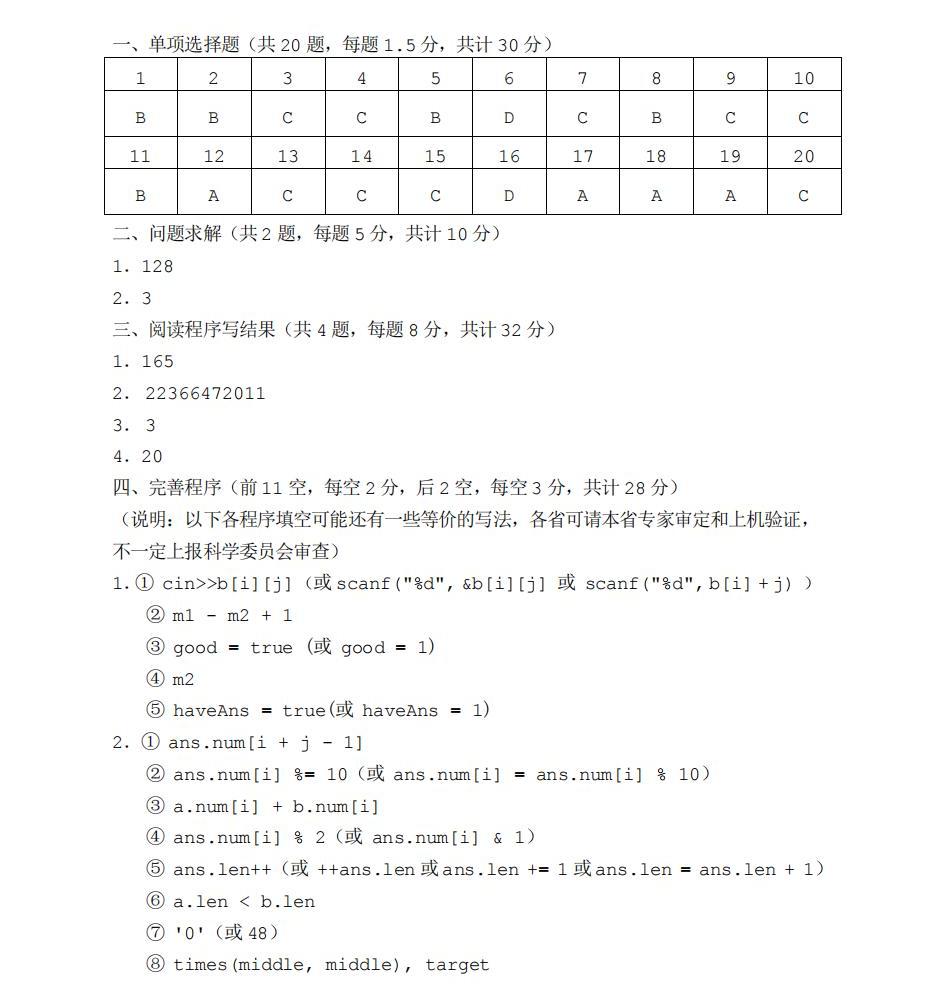 一、单项选择题（共 20 题，每题 1.5 分，共计 30 分）
1 2 3 4 5 6 7 8 9 10
B B C C B D C B C C
11 12 13 14 15 16 17 18 19 20
B A C C C D A A A C
二、问题求解（共 2 题，每题 5 分，共计 10 分）
1. 128
2. 3
三、阅读程序写结果（共 4 题，每题 8 分，共计 32 分）
1. 165
2. 22366472011
3. 3
4. 20
四、完善程序（前 11 空，每空 2 分，后 2 空，每空 3 分，共计 28 分）
（说明：以下各程序填空可能还有一些等价的写法，各省可请本省专家审定和上机验证，
不一定上报科学委员会审查）
1. ① cin>>b[i][j]（或 scanf("%d", &b[i][j] 或 scanf("%d", b[i] + j) ）
② m1 - m2 + 1
③ good = true (或 good = 1)
④ m2
⑤ haveAns = true(或 haveAns = 1)
2. ① ans.num[i + j - 1]
② ans.num[i] %= 10（或 ans.num[i] = ans.num[i] % 10）
③ a.num[i] + b.num[i]
④ ans.num[i] % 2（或 ans.num[i] & 1）
⑤ ans.len++（或 ++ans.len 或 ans.len += 1 或 ans.len = ans.len + 1）
⑥ a.len < b.len
⑦ '0'（或 48）
⑧ times(middle, middle), target